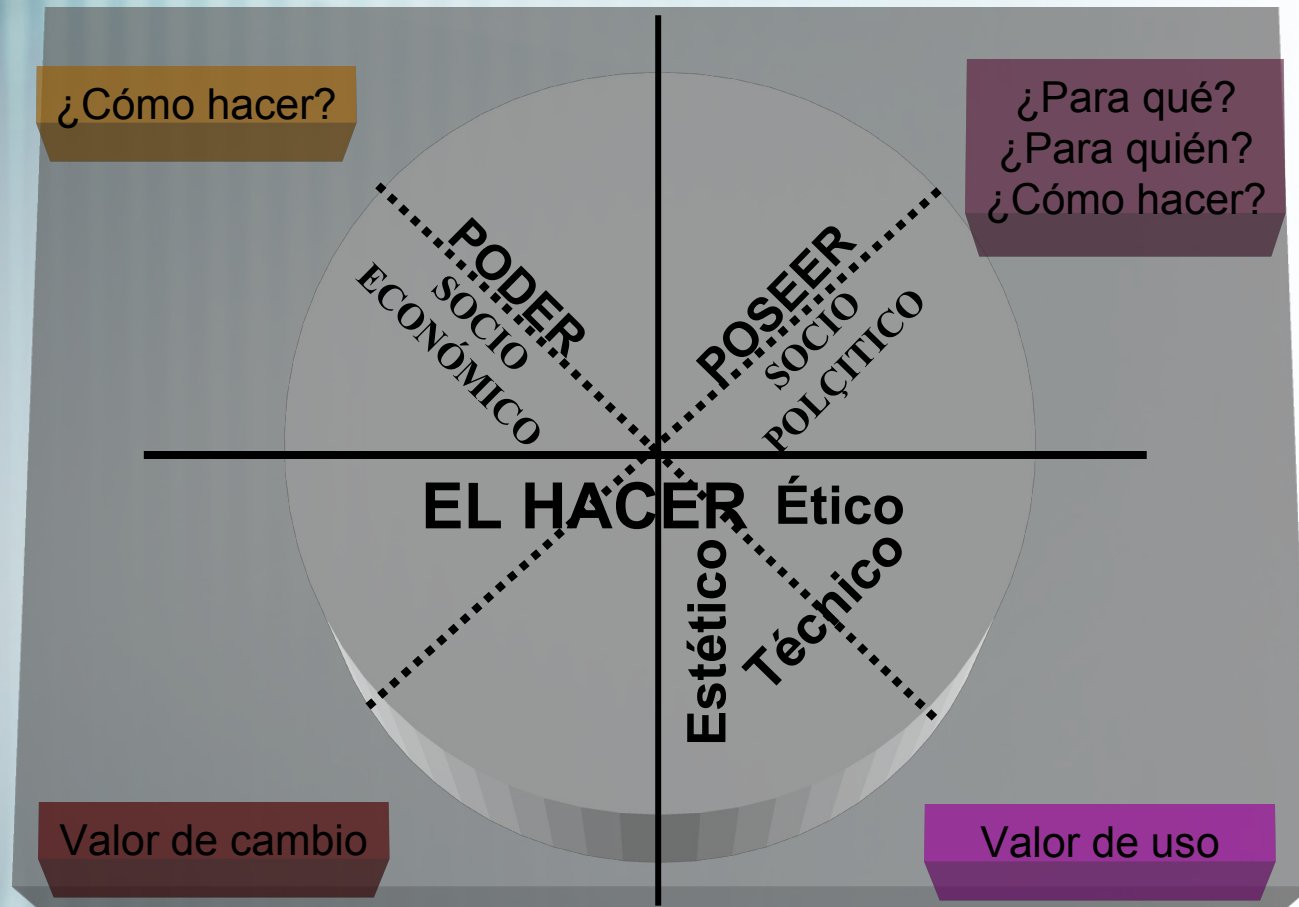 ¿Cómo hacer?
¿Para qué?
¿Para quién?
¿Cómo hacer?
PODER
SOCIO
ECONÓMICO
POSEER
SOCIO
POLÇITICO
EL HACER
Ético
Técnico
Estético
Valor de cambio
Valor de uso